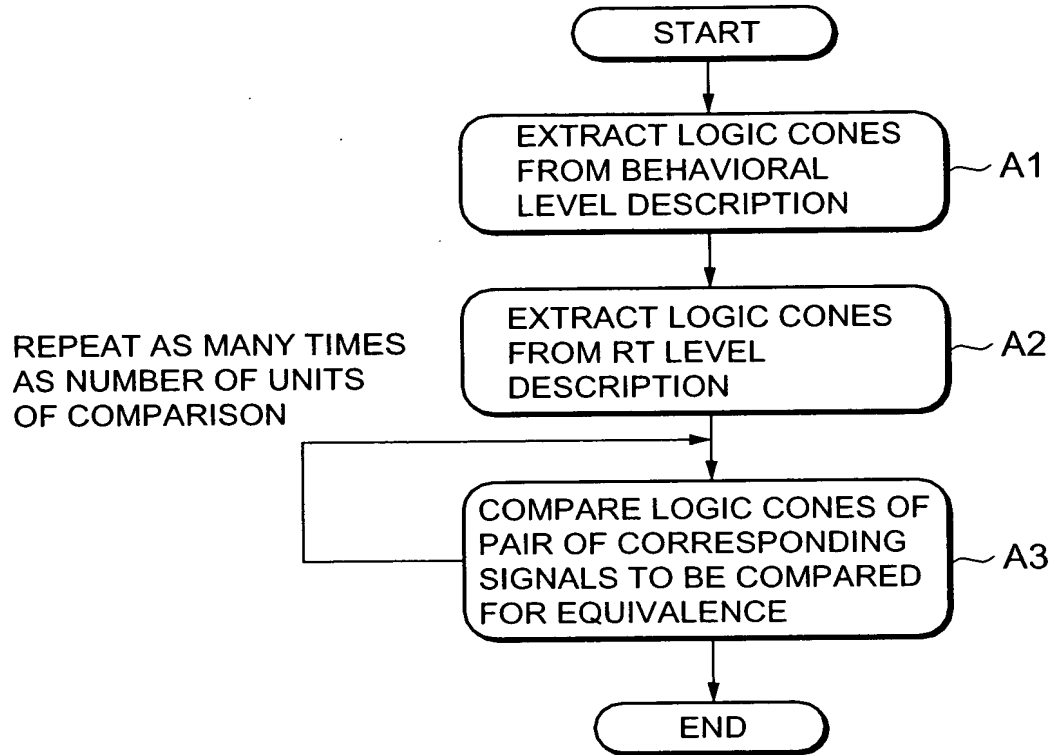 START
EXTRACT LOGIC CONES
FROM BEHAVIORAL
LEVEL DESCRIPTION
A1
EXTRACT LOGIC CONES
FROM RT LEVEL
DESCRIPTION
A2
REPEAT AS MANY TIMES
AS NUMBER OF UNITS
OF COMPARISON
COMPARE LOGIC CONES OF
PAIR OF CORRESPONDING
SIGNALS TO BE COMPARED
FOR EQUIVALENCE
A3
END